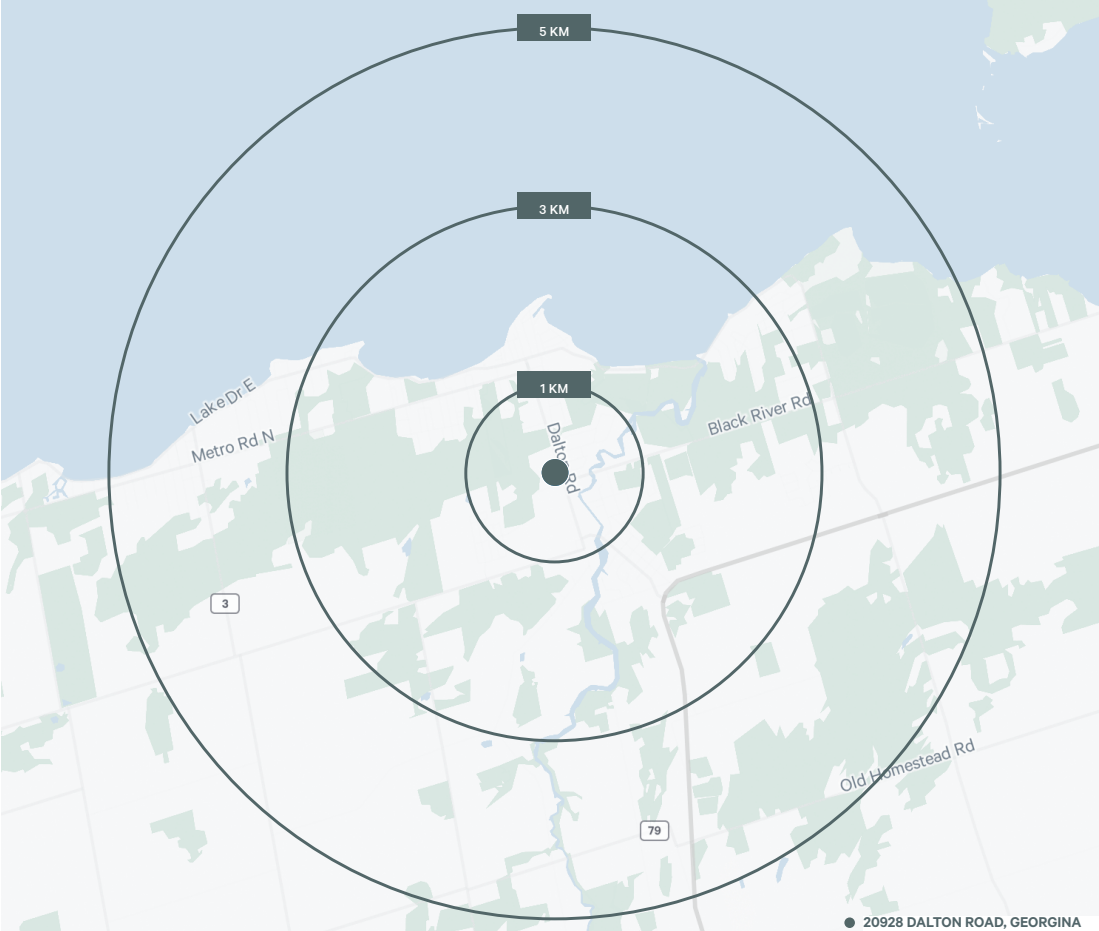 5 KM
3 KM
1 KM
Lake Dr E
Metro Rd N
Black River Rd
Dalton Rd
3
Old Homestead Rd
79
20928 DALTON ROAD, GEORGINA